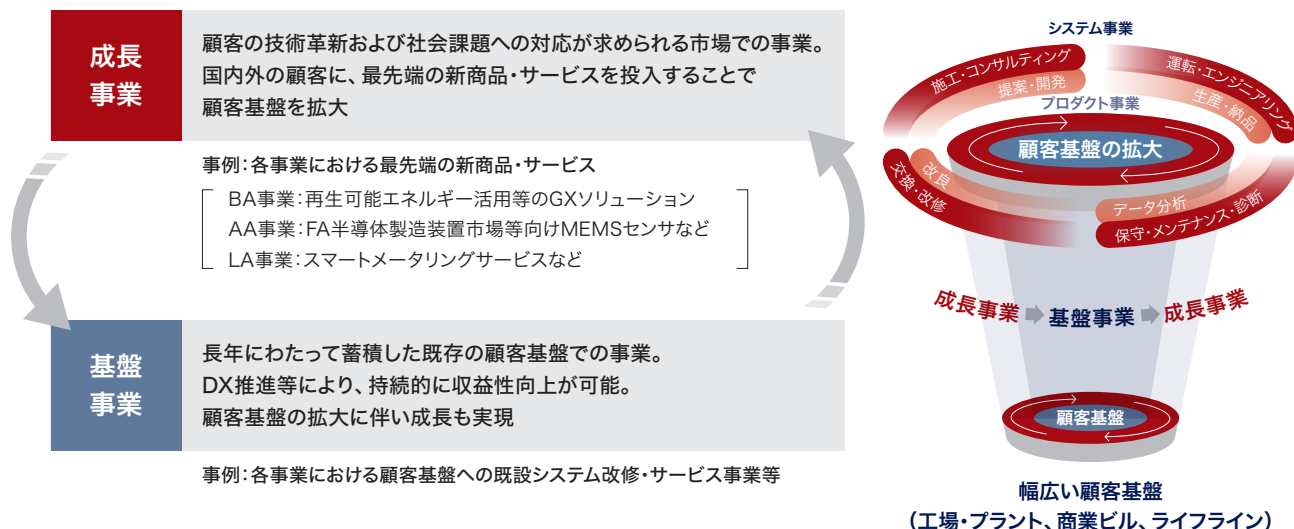 成長
事業
顧客の技術革新および社会課題への対応が求められる市場での事業。
国内外の顧客に、最先端の新商品・サービスを投入することで
顧客基盤を拡大
事例：各事業における最先端の新商品・サービス
BA事業：再生可能エネルギー活用等のGXソリューション
AA事業：FA半導体製造装置市場等向けMEMSセンサなど
LA事業：スマートメータリングサービスなど
基盤
事業
長年にわたって蓄積した既存の顧客基盤での事業。
DX推進等により、持続的に収益性向上が可能。
顧客基盤の拡大に伴い成長も実現
事例：各事業における顧客基盤への既設システム改修・サービス事業等
システム事業
施工・コンサルティング
運転・エンジニアリング
提案・開発
生産・納品
プロダクト事業
顧客基盤の拡大
改良
交換・改修
データ分析
保守・メンテナンス・診断
成長事業
基盤事業
成長事業
顧客基盤
幅広い顧客基盤
（工場・プラント、商業ビル、ライフライン）